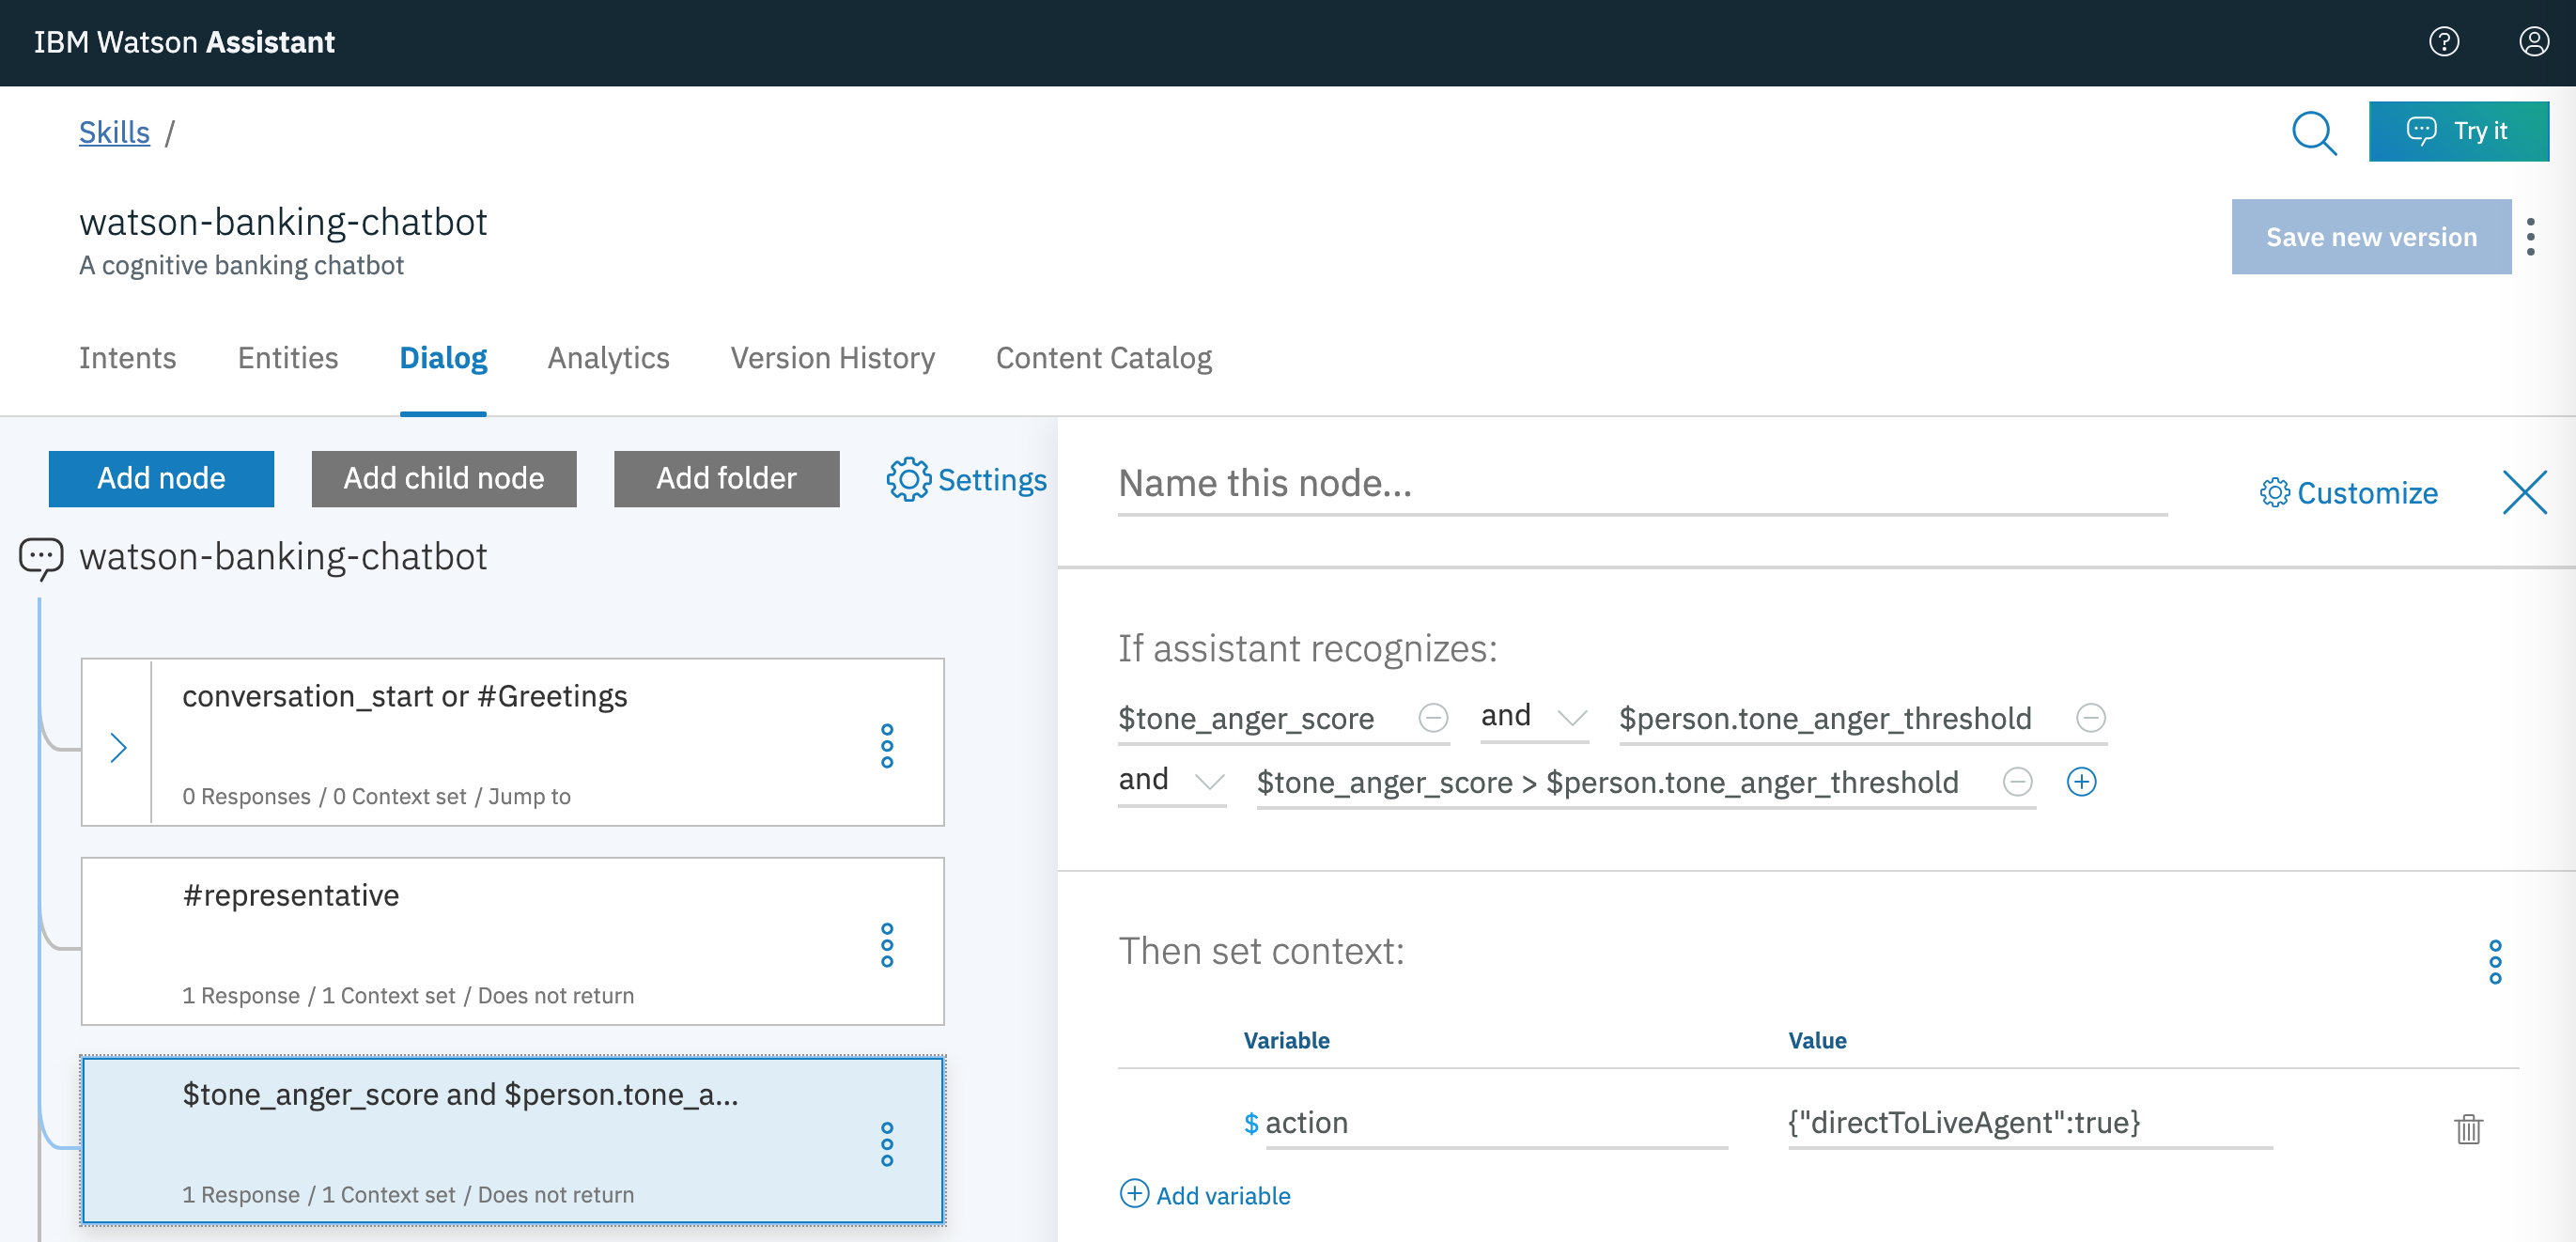 IBM Watson Assistant
Skills /
Try it
watson-banking-chatbot
A cognitive banking chatbot
Save new version
Intents Entities Dialog Analytics Version History Content Catalog
Add node Add child node Add folder Settings
watson-banking-chatbot
conversation_start or #Greetings
0 Responses / 0 Context set / Jump to
#representative
1 Response / 1 Context set / Does not return
$tone_anger_score and $person.tone_a...
1 Response / 1 Context set / Does not return
Name this node...
Customize
If assistant recognizes:
$tone_anger_score and $person.tone_anger_threshold
and $tone_anger_score > $person.tone_anger_threshold
Then set context:
Variable Value
$ action {"directToLiveAgent":true}
Add variable